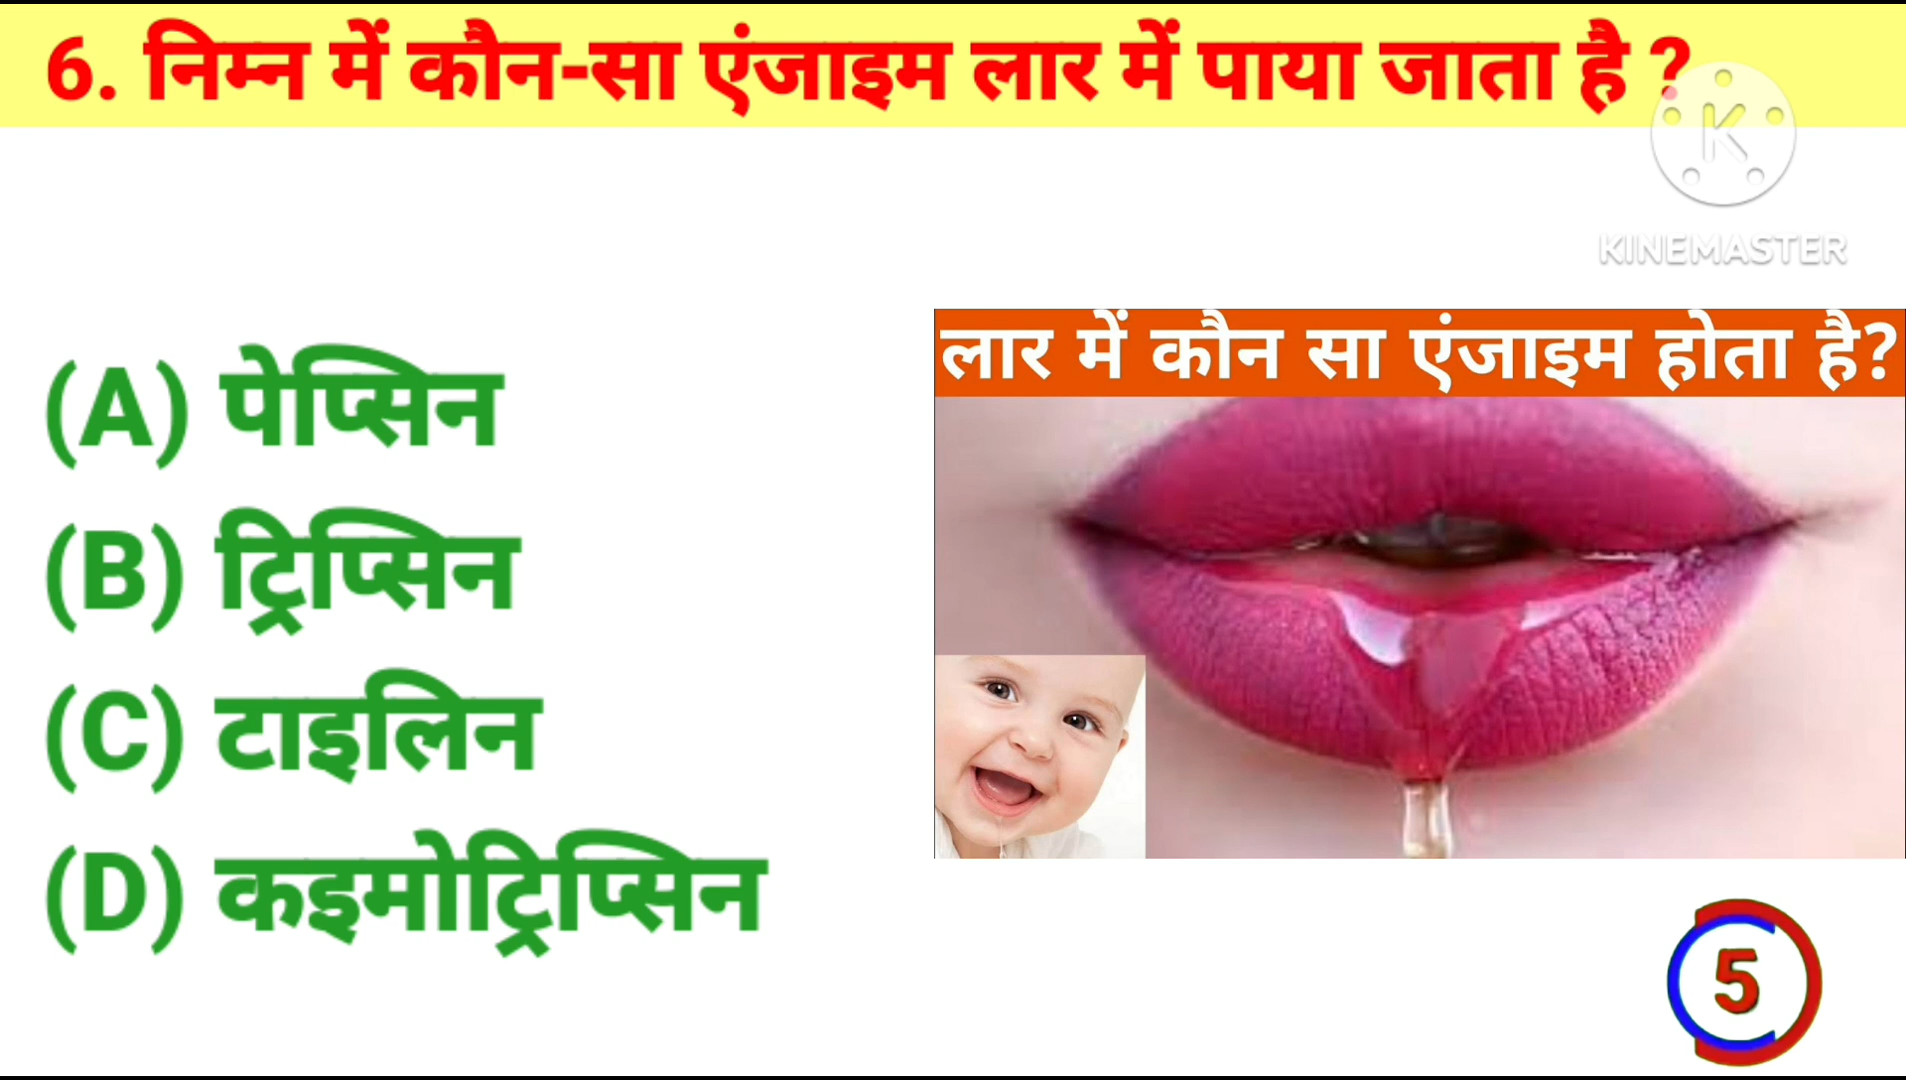 6. निम्न में कौन-सा एंजाइम लार में पाया जाता है ?
KINEMASTER
लार में कौन सा एंजाइम होता है?
(A) पेप्सिन
(B) ट्रिप्सिन
(C) टाइलिन
(D) कइमोट्रिप्सिन
5